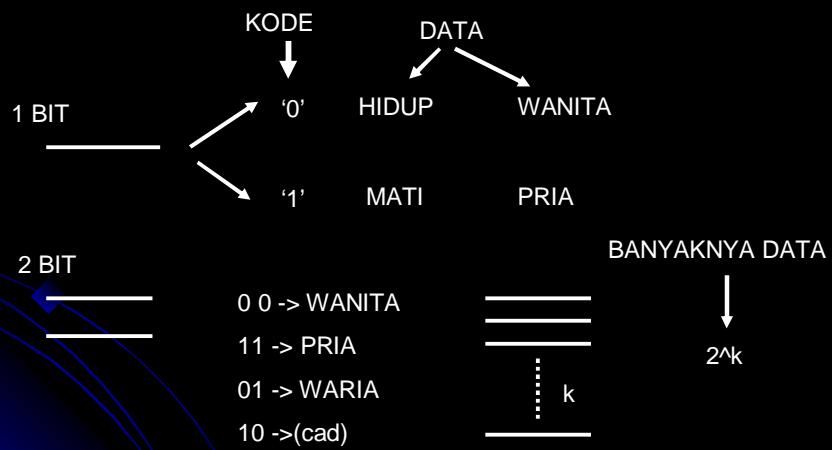 KODE
DATA
1 BIT
‘0’ HIDUP WANITA
‘1’ MATI PRIA
2 BIT
BANYAKNYA DATA
0 0 -> WANITA
11 -> PRIA
2^k
01 -> WARIA
k
10 ->(cad)